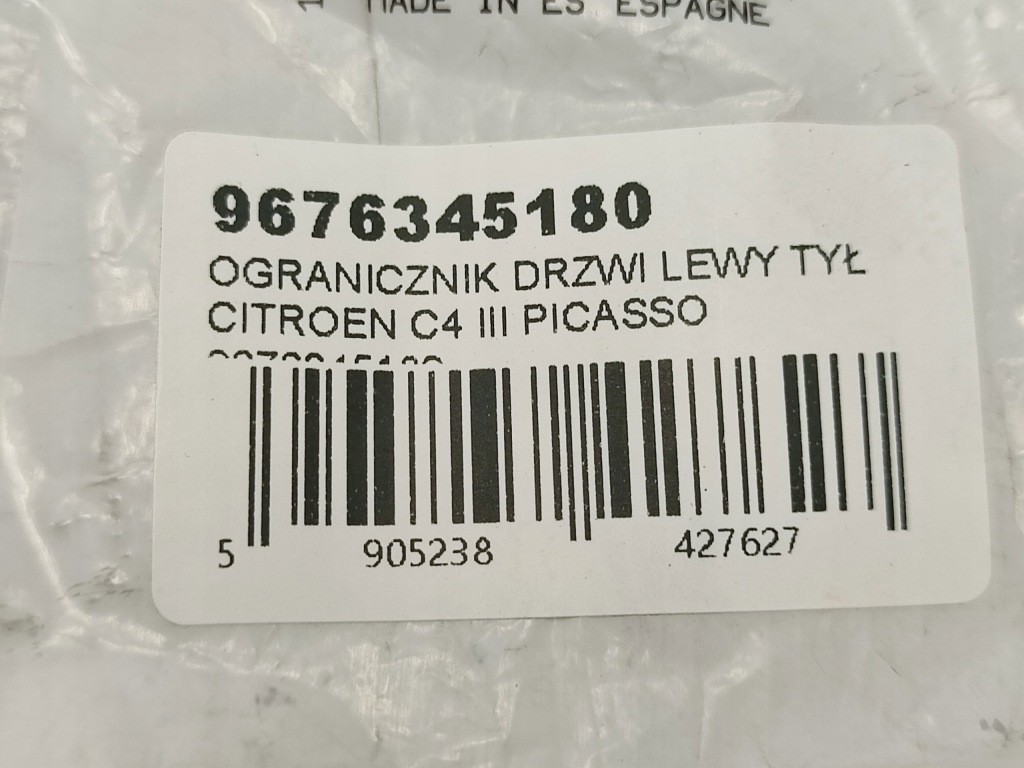 MADE IN ES ESPAGNE
9676345180
OGRANICZNIK DRZWI LEWY TYŁ
CITROEN C4 III PICASSO
5 905238 427627